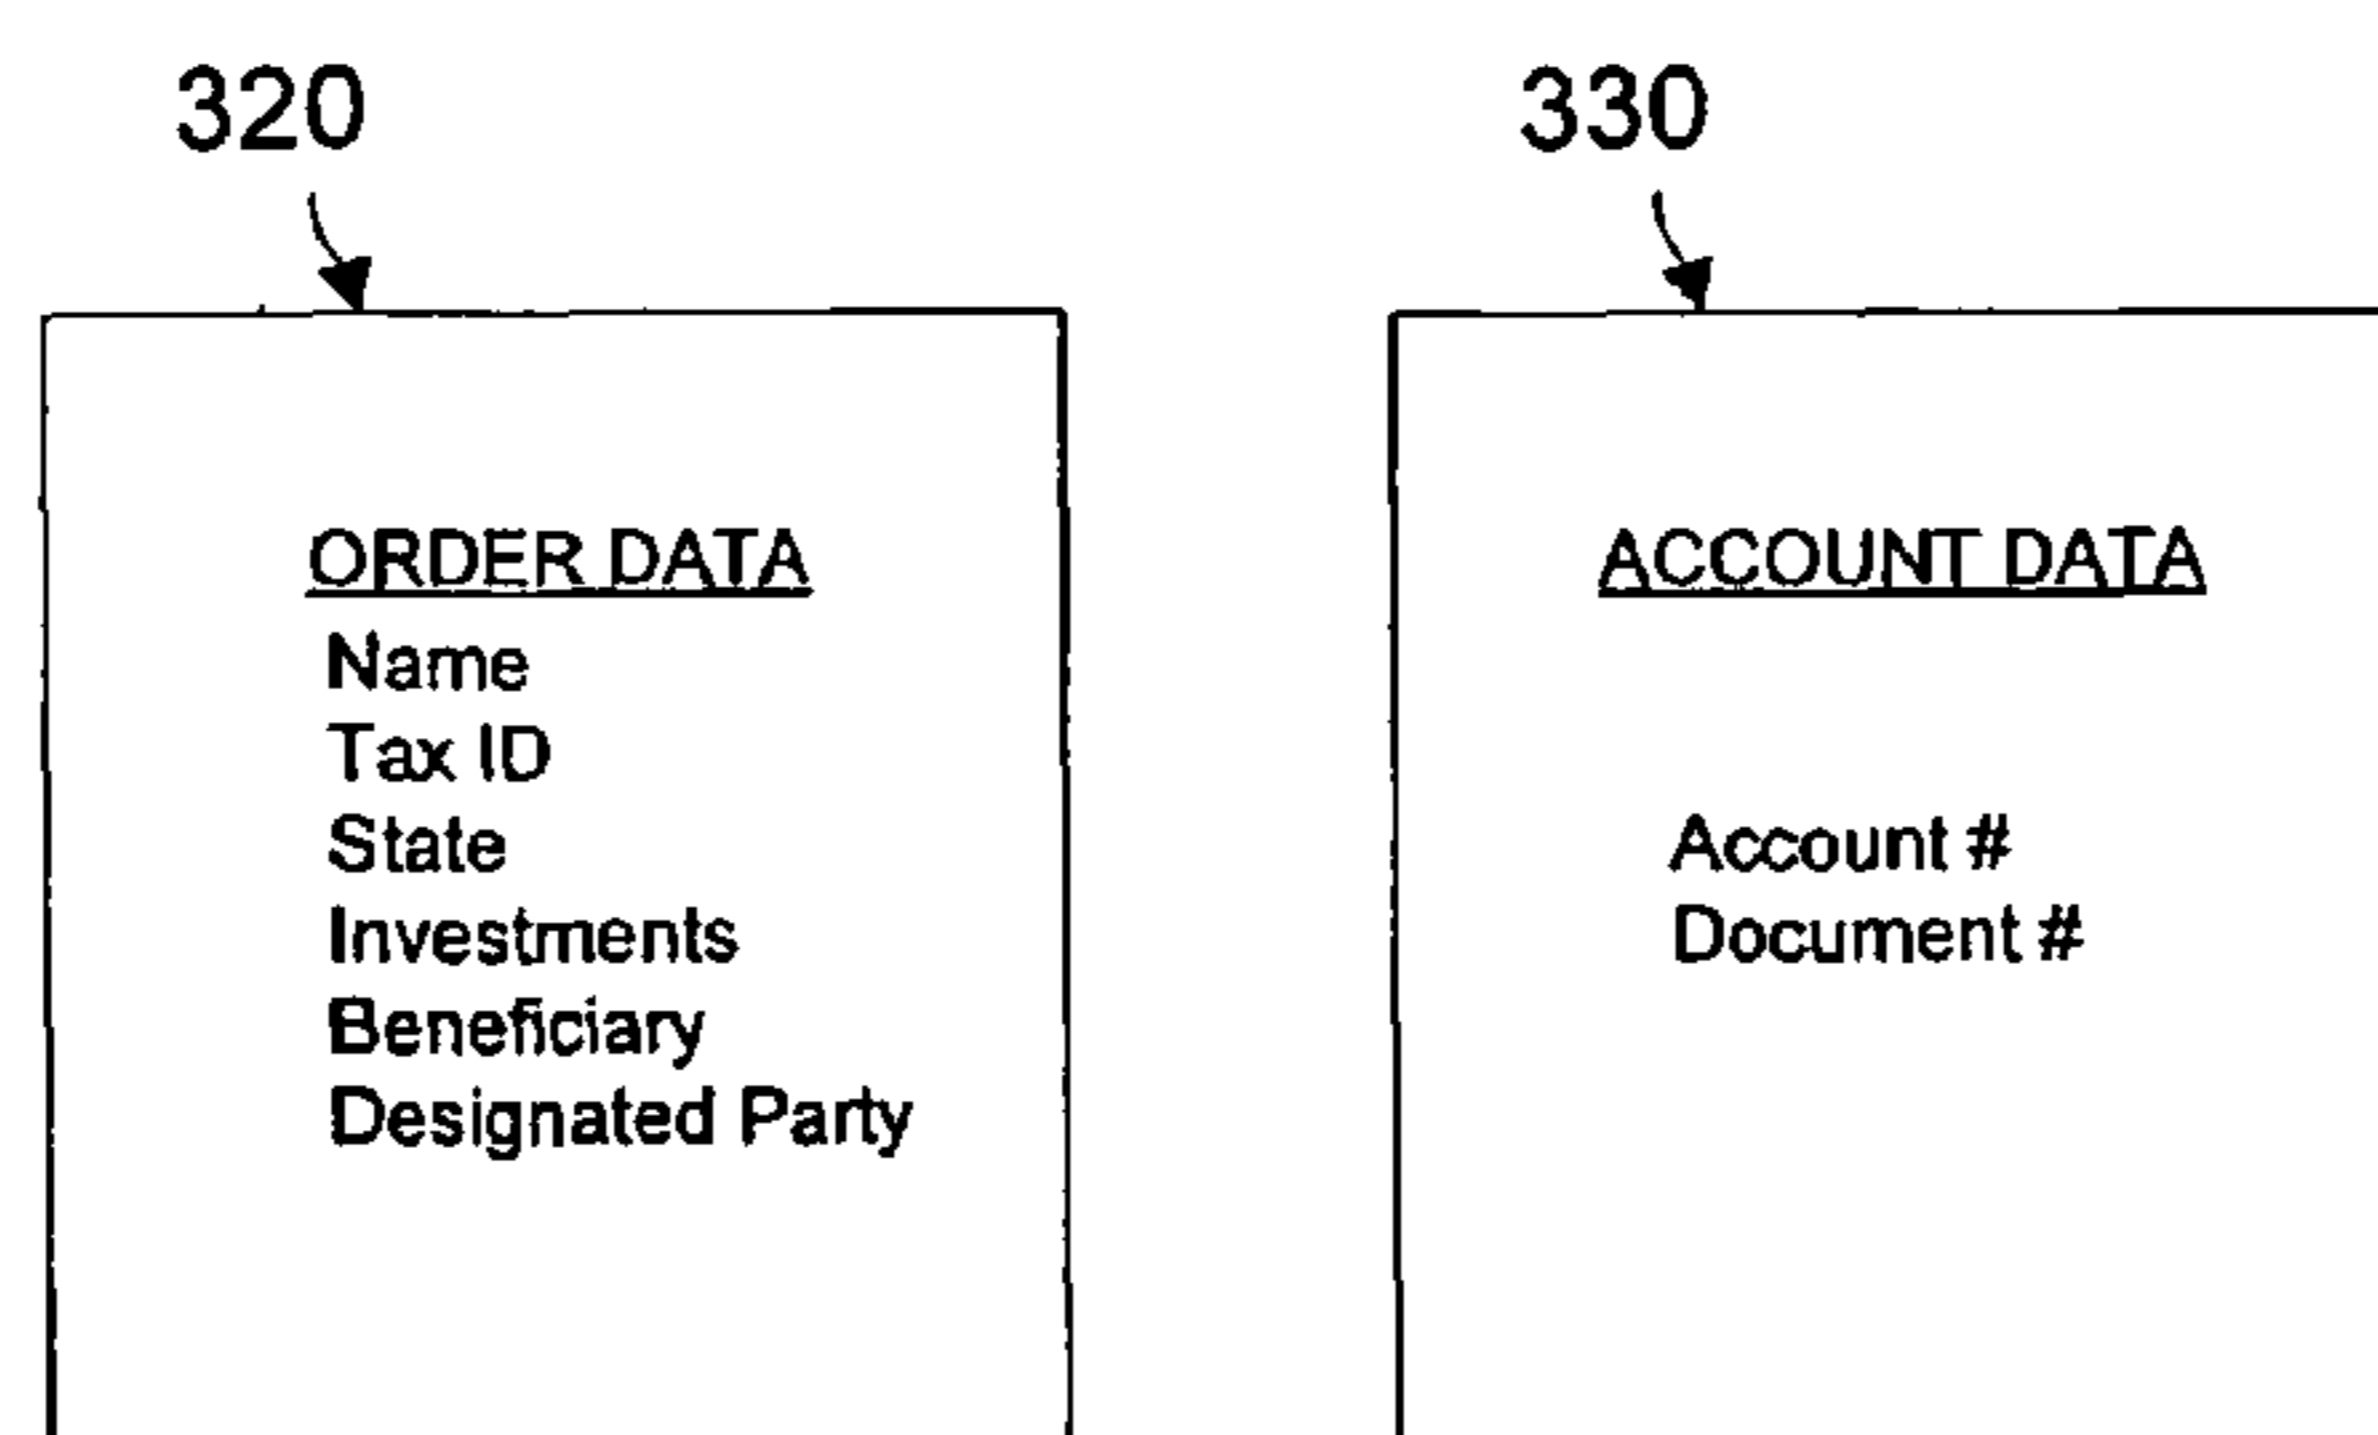 320
ORDER DATA
Name
Tax ID
State
Investments
Beneficiary
Designated Party
330
ACCOUNT DATA
Account #
Document #